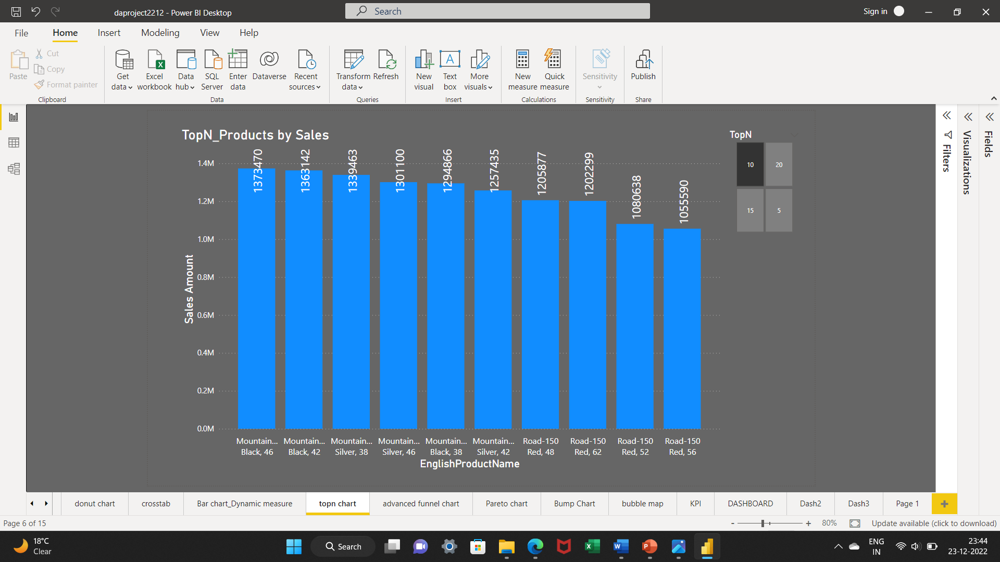 daproject2212 - Power BI Desktop
Search
Sign in
File
Home
Insert
Modeling
View
Help
Paste
Cut
Copy
Format painter
Clipboard
Get
data
Excel
workbook
Data
hub
SQL
Server
Enter
data
Dataverse
Recent
sources
Data
Transform
data
Refresh
Queries
New
visual
Text
box
More
visuals
Insert
New
measure
Quick
measure
Calculations
Sensitivity
Sensitivity
Publish
Share
TopN_Products by Sales
1.4M
1.2M
1.0M
0.8M
0.6M
0.4M
0.2M
0.0M
Sales Amount
1373470
1363142
1339463
1301100
1294866
1257435
1205877
1202299
1080638
1055590
Mountain...
Black, 46
Mountain...
Black, 42
Mountain...
Silver, 38
Mountain...
Silver, 46
Mountain...
Black, 38
Mountain...
Silver, 42
Road-150
Red, 48
Road-150
Red, 62
Road-150
Red, 52
Road-150
Red, 56
EnglishProductName
TopN
10
20
15
5
Filters
Visualizations
Fields
donut chart
crosstab
Bar chart_Dynamic measure
topn chart
advanced funnel chart
Pareto chart
Bump Chart
bubble map
KPI
DASHBOARD
Dash2
Dash3
Page 1
Page 6 of 15
- + 80%
Update available (click to download)
18°C
Clear
Search
ENG
IN
23:44
23-12-2022